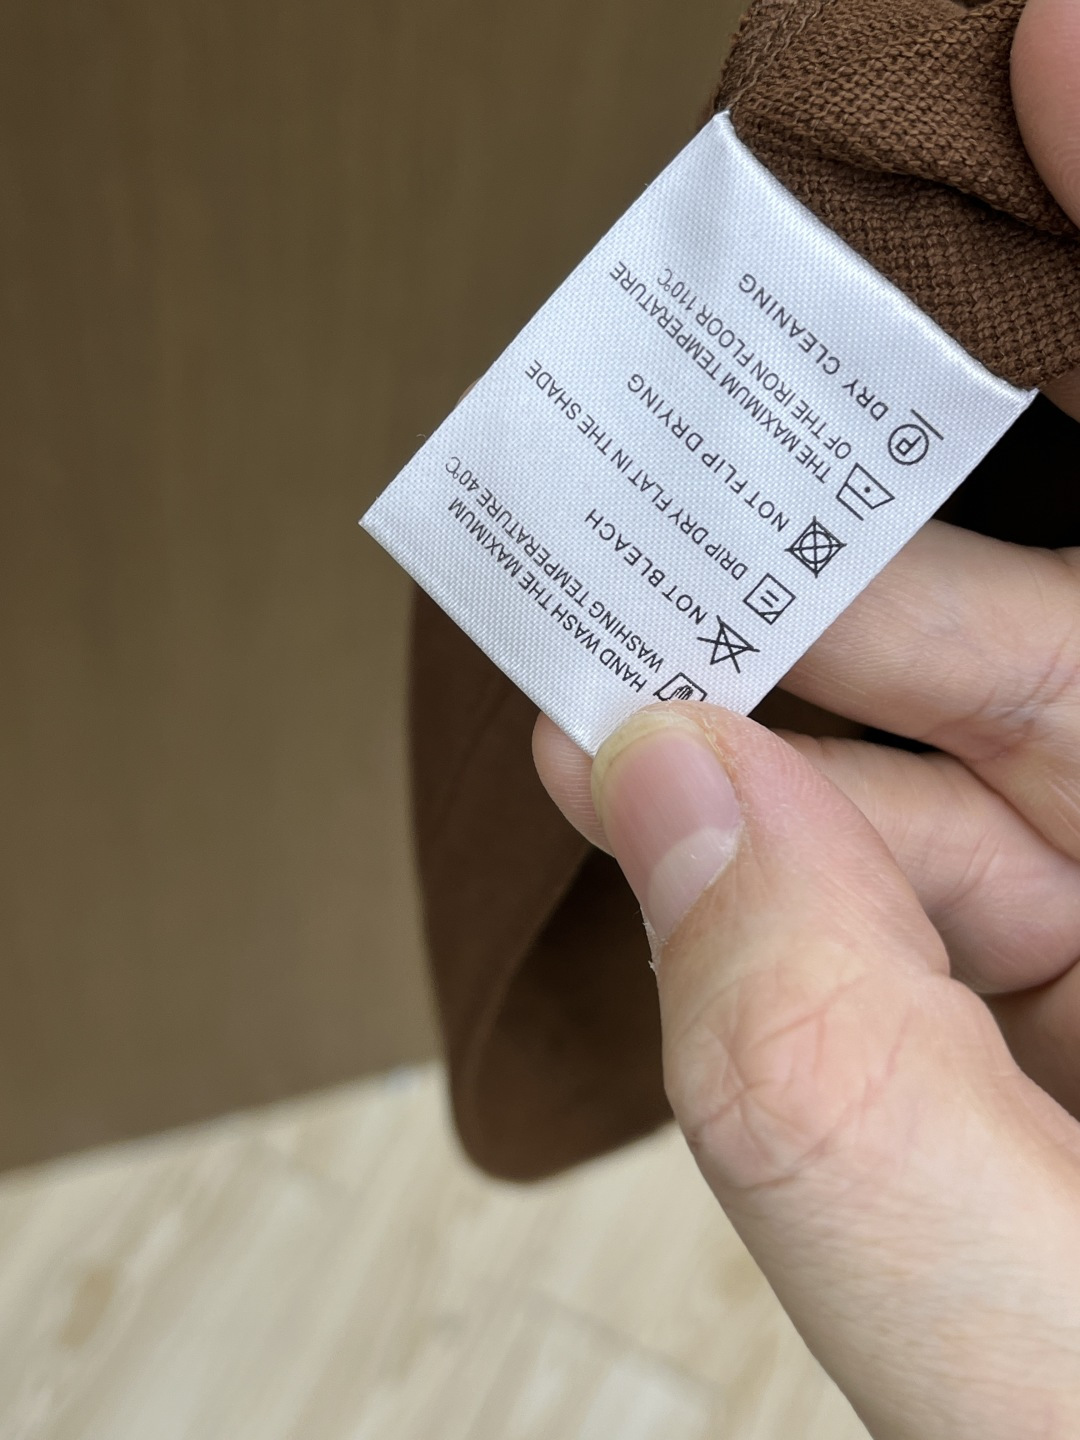 HAND WASH THE MAXIMUM
WASHING TEMPERATURE 40℃
NOT BLEACH
DRIP DRY FLAT IN THE SHADE
NOT FLIP DRYING
THE MAXIMUM TEMPERATURE
OF THE IRON FLOOR 110℃
P DRY CLEANING